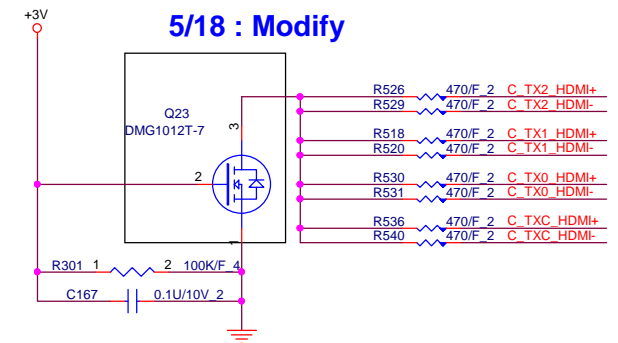 +3V
5/18 : Modify
Q23
DMG1012T-7
3
2
1
R526 470/F_2 C_TX2_HDMI+
R529 470/F_2 C_TX2_HDMI-
R518 470/F_2 C_TX1_HDMI+
R520 470/F_2 C_TX1_HDMI-
R530 470/F_2 C_TX0_HDMI+
R531 470/F_2 C_TX0_HDMI-
R536 470/F_2 C_TXC_HDMI+
R540 470/F_2 C_TXC_HDMI-
R301 1 2 100K/F_4
C167 0.1U/10V_2